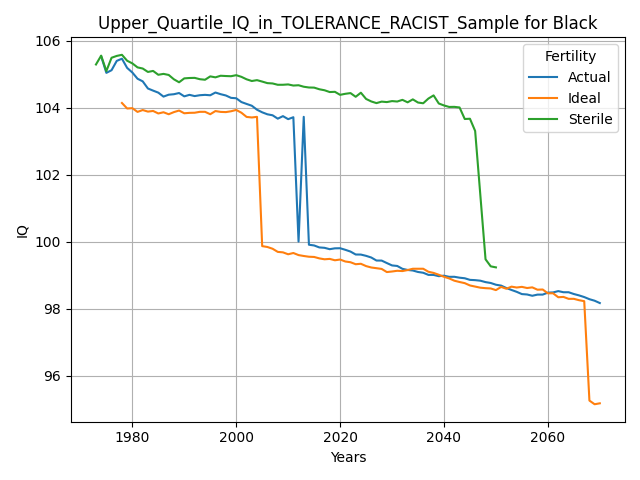 Upper_Quartile_IQ_in_TOLERANCE_RACIST_Sample for Black
Fertility
Actual
Ideal
Sterile
106
104
102
100
98
96
IQ
1980
2000
2020
2040
2060
Years